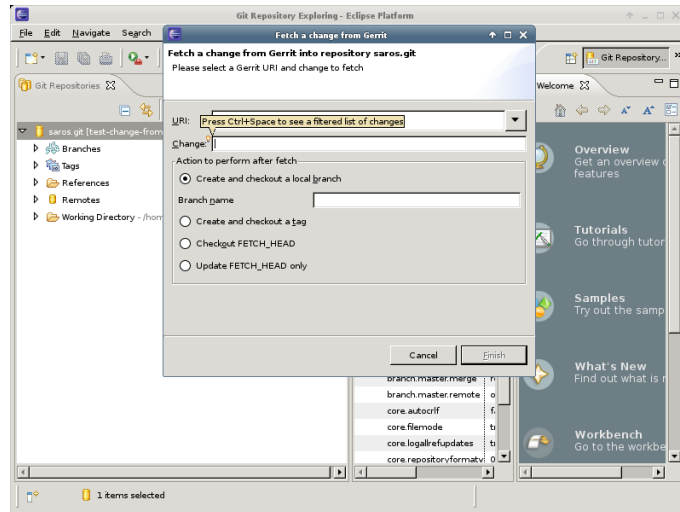 Git Repository Exploring - Eclipse Platform
File Edit Navigate Search
Fetch a change from Gerrit
Fetch a change from Gerrit into repository saros.git
Please select a Gerrit URI and change to fetch
Git Repository...
Git Repositories
Welcome
URI:
Press Ctrl+Space to see a filtered list of changes
Change:
saros.git [test-change-from
Branches
Tags
References
Remotes
Working Directory - /hom
Action to perform after fetch
Create and checkout a local branch
Branch name
Create and checkout a tag
Checkout FETCH_HEAD
Update FETCH_HEAD only
Cancel
Finish
branch.master.merge
branch.master.remote
core.autocrlf
core.filemode
core.logallrefupdates
core.repositoryformatv
Overview
Get an overview
features
Tutorials
Go through tutor
Samples
Try out the samp
What's New
Find out what is
Workbench
Go to the workbe
1 items selected